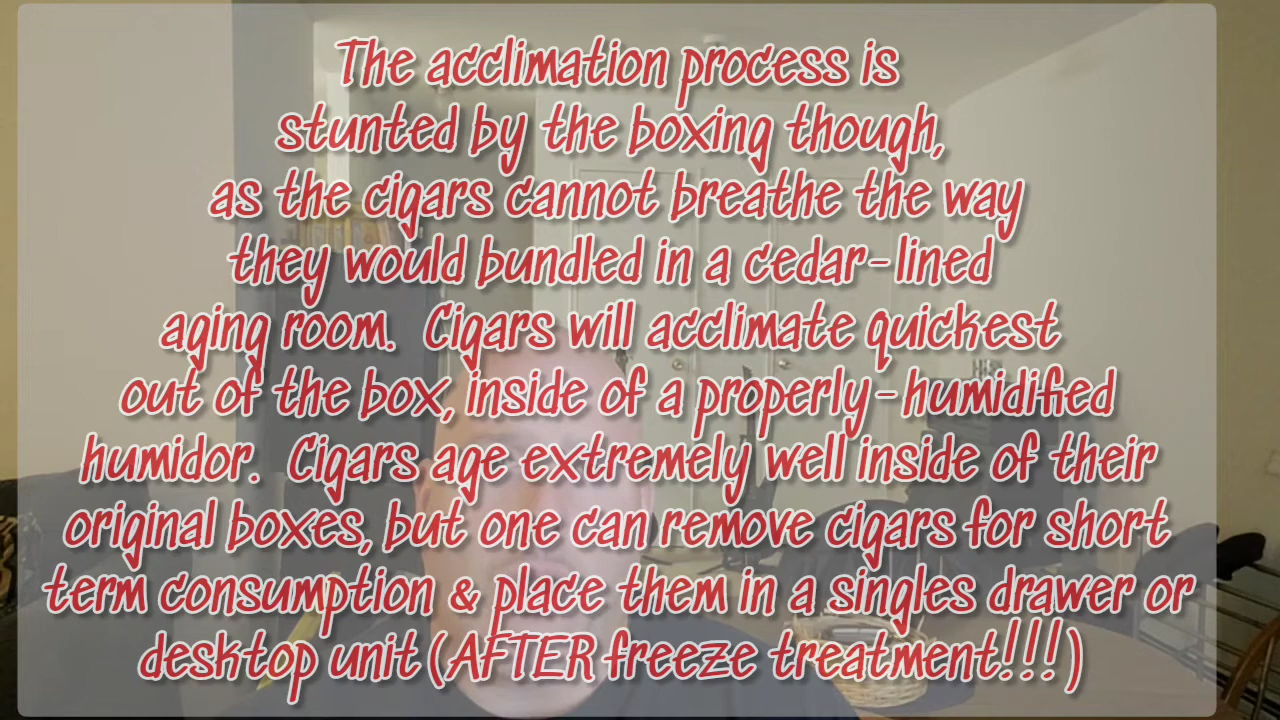 The acclimation process is
stunted by the boxing though,
as the cigars cannot breathe the way
they would bundled in a cedar-lined
aging room. Cigars will acclimate quickest
out of the box, inside of a properly-humidified
humidor. Cigars age extremely well inside of their
original boxes, but one can remove cigars for short
term consumption & place them in a singles drawer or
desktop unit (AFTER freeze treatment!!!)